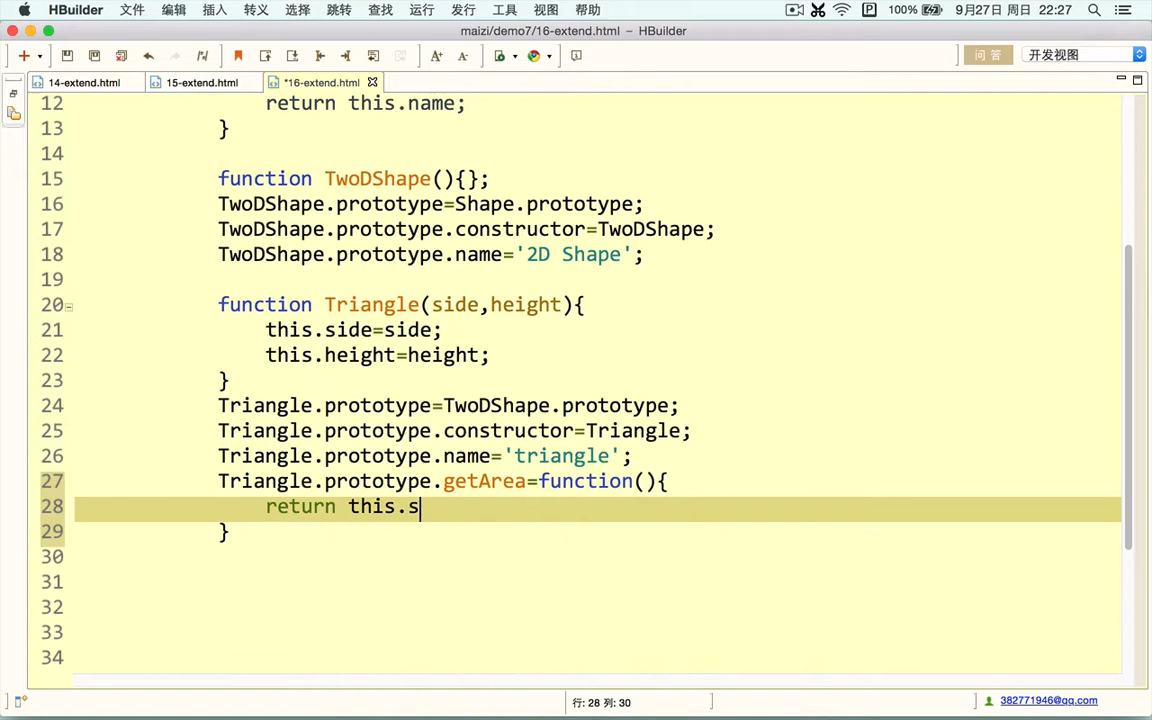 HBuilder 文件 编辑 插入 转义 选择 跳转 查找 运行 发行 工具 视图 帮助 100% 9月27日 周日 22:27
maizi/demo7/16-extend.html – HBuilder
问 答 开发视图
14-extend.html 15-extend.html *16-extend.html
12 return this.name;
13 }
14
15 function TwoDShape(){};
16 TwoDShape.prototype=Shape.prototype;
17 TwoDShape.prototype.constructor=TwoDShape;
18 TwoDShape.prototype.name='2D Shape';
19
20 function Triangle(side,height){
21 this.side=side;
22 this.height=height;
23 }
24 Triangle.prototype=TwoDShape.prototype;
25 Triangle.prototype.constructor=Triangle;
26 Triangle.prototype.name='triangle';
27 Triangle.prototype.getArea=function(){
28 return this.s
29 }
30
31
32
33
34
行: 28 列: 30 382771946@qq.com